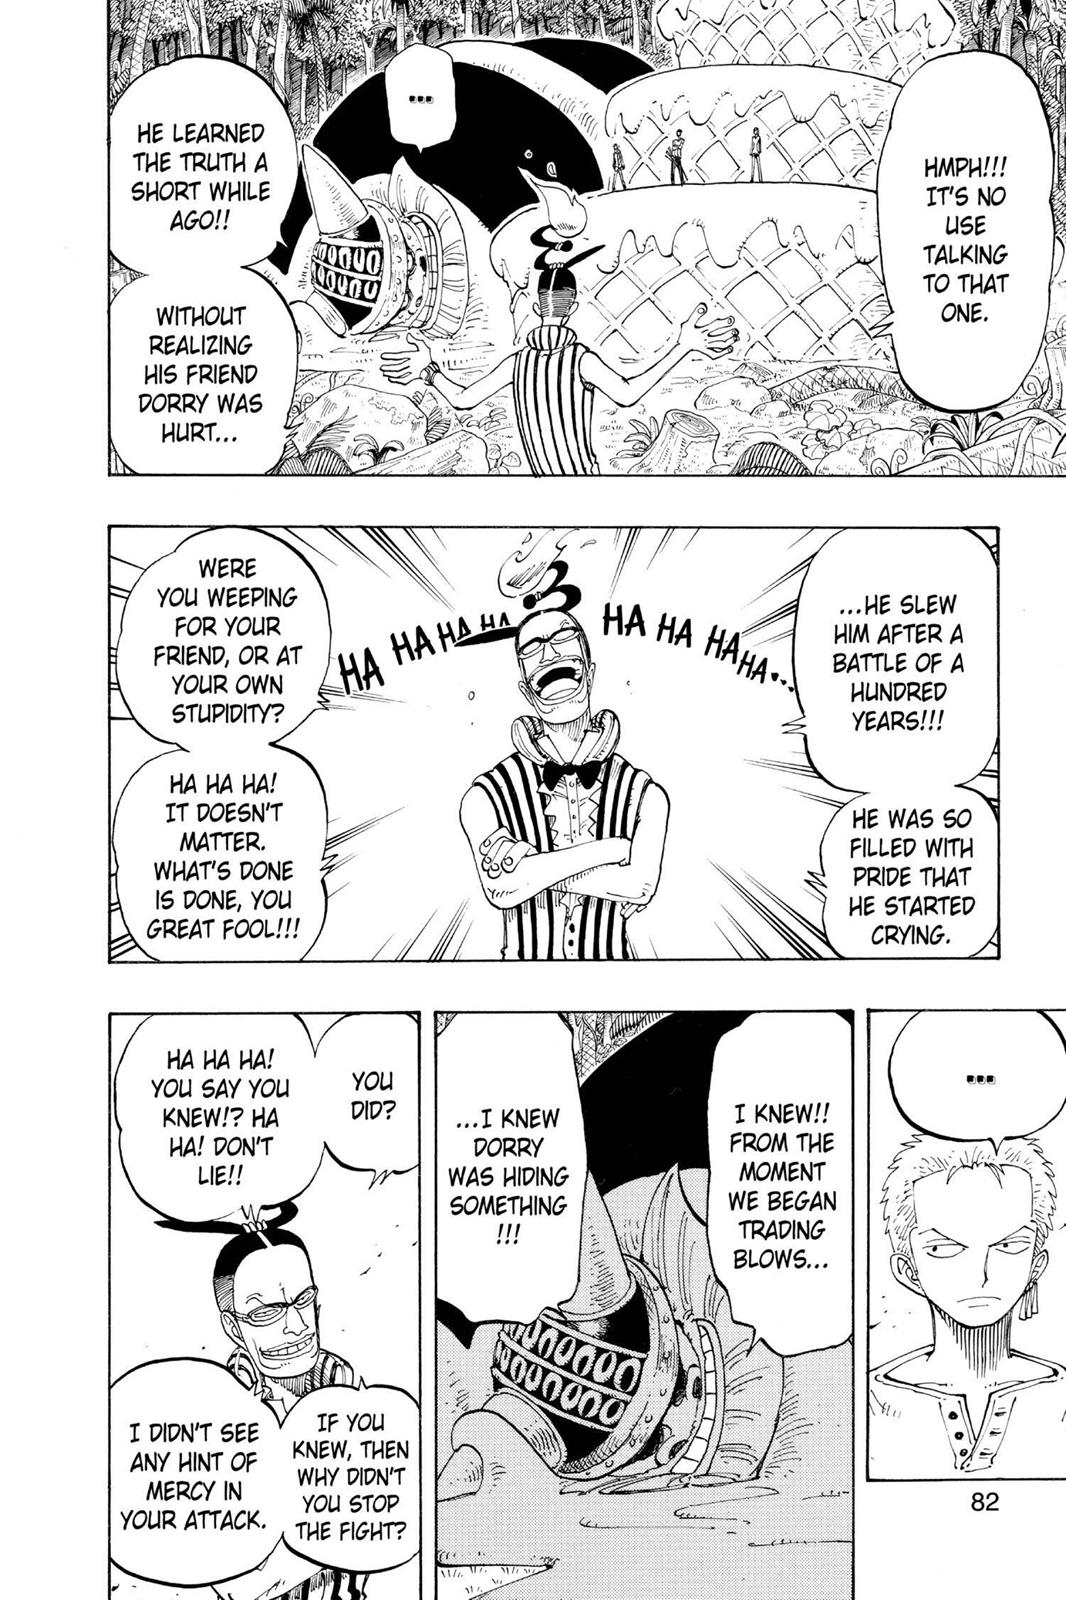 HMPH!!!
IT'S NO
USE
TALKING
TO THAT
ONE.
...
HE LEARNED
THE TRUTH A
SHORT WHILE
AGO!!
WITHOUT
REALIZING
HIS FRIEND
DORRY WAS
HURT...
...HE SLEW
HIM AFTER A
BATTLE OF A
HUNDRED
YEARS!!!
HE WAS SO
FILLED WITH
PRIDE THAT
HE STARTED
CRYING.
HA HA HA HA...
HA HA HA HA
WERE
YOU WEEPING
FOR YOUR
FRIEND, OR AT
YOUR OWN
STUPIDITY?
HA HA HA!
IT DOESN'T
MATTER.
WHAT'S DONE
IS DONE, YOU
GREAT FOOL!!!
...
I KNEW!!
FROM THE
MOMENT
WE BEGAN
TRADING
BLOWS...
...I KNEW
DORRY
WAS HIDING
SOMETHING
!!!
YOU
DID?
HA HA HA!
YOU SAY YOU
KNEW!? HA
HA! DON'T
LIE!!
IF YOU
KNEW, THEN
WHY DIDN'T
YOU STOP
THE FIGHT?
I DIDN'T SEE
ANY HINT OF
MERCY IN
YOUR ATTACK.
82